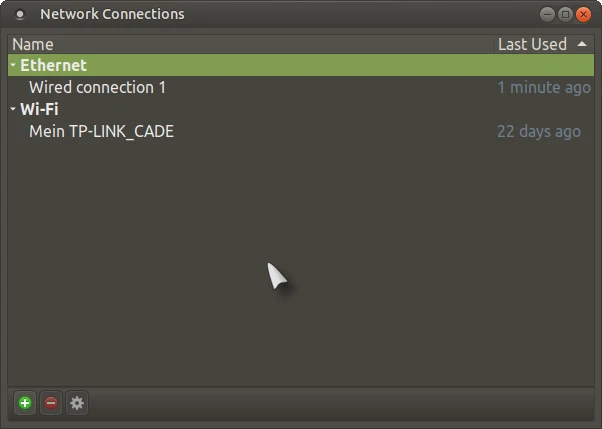 Network Connections
Name Last Used
Ethernet
Wired connection 1 1 minute ago
Wi-Fi
Mein TP-LINK_CADE 22 days ago